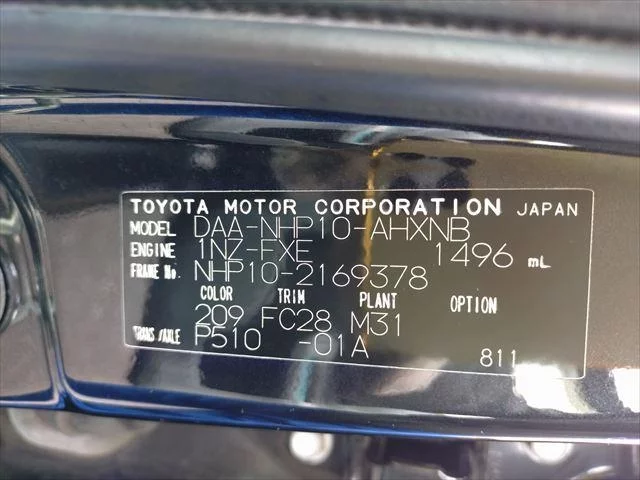 TOYOTA MOTOR CORPORATION JAPAN
MODEL DAA-NHP10-AHXNB
ENGINE 1NZ-FXE 1496 mL
FRAME No. NHP10-2169378
COLOR TRIM PLANT OPTION
209 FC28 M31
TRANS/AXLE P510 -01A 811